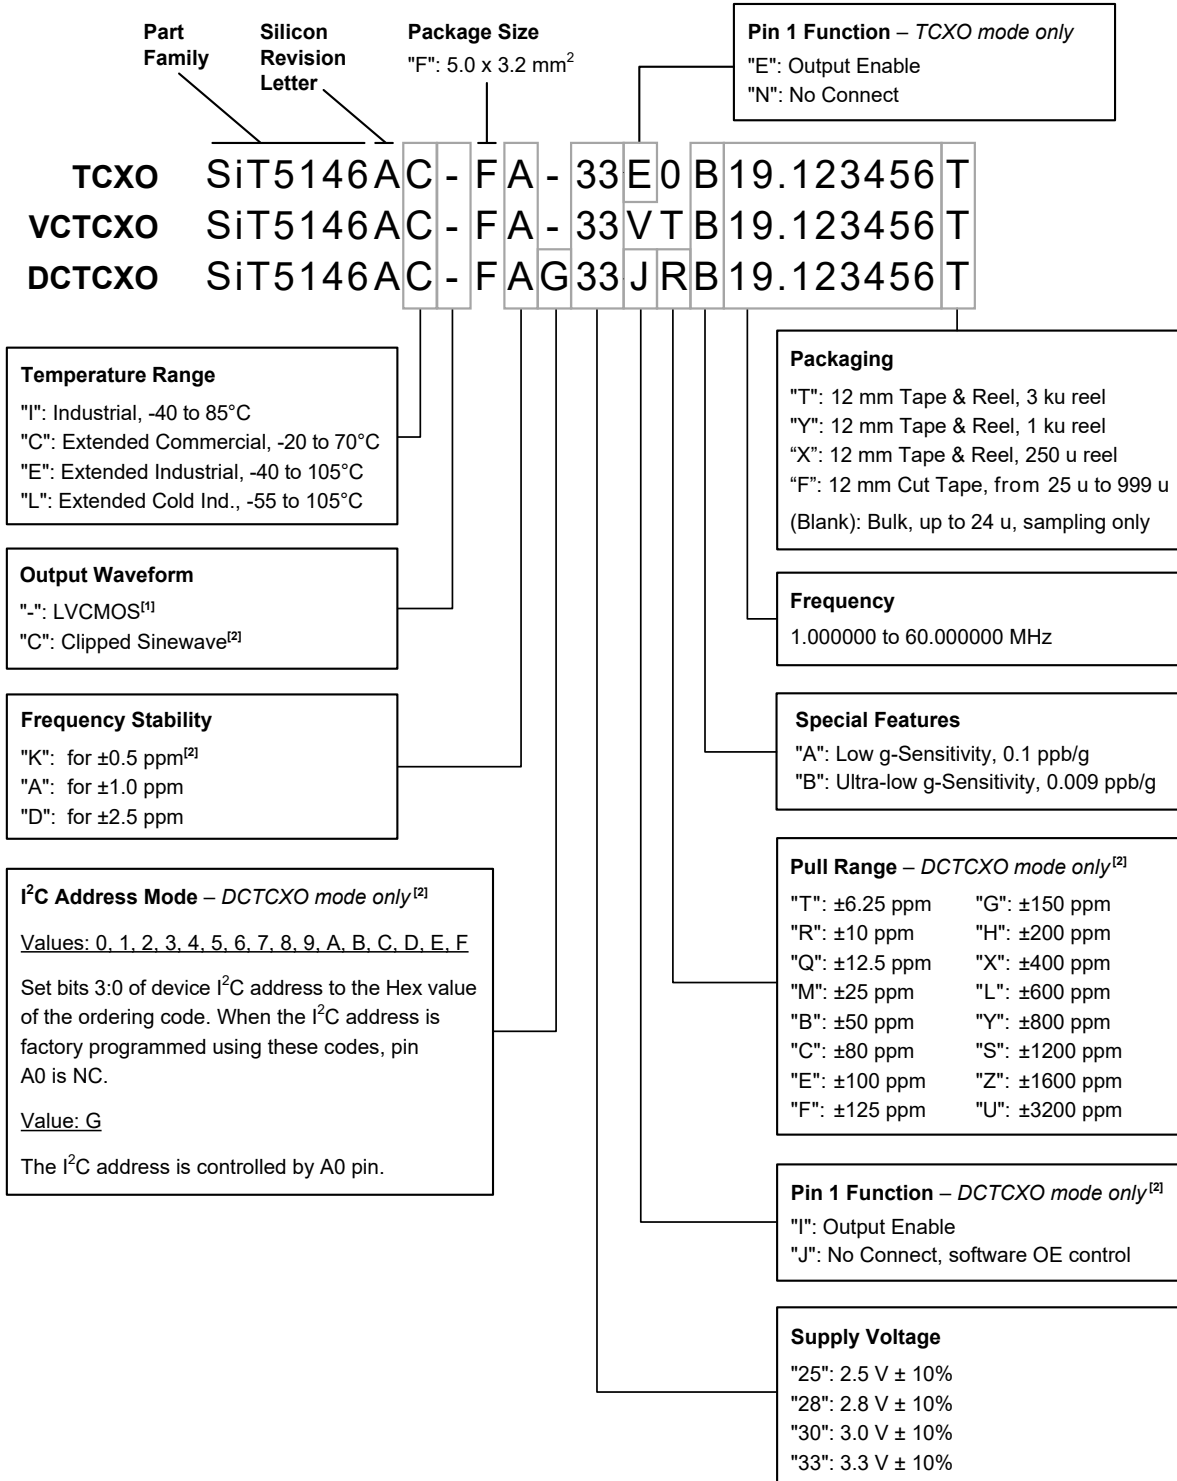 Part Family
Silicon Revision Letter
Package Size
"F": 5.0 x 3.2 mm2
Pin 1 Function – TCXO mode only
"E": Output Enable
"N": No Connect
TCXO SiT5146AC-FA-33E0B19.123456T
VCTCXO SiT5146AC-FA-33VTB19.123456T
DCTCXO SiT5146AC-FAG33JRB19.123456T
Temperature Range
"I": Industrial, -40 to 85°C
"C": Extended Commercial, -20 to 70°C
"E": Extended Industrial, -40 to 105°C
"L": Extended Cold Ind., -55 to 105°C
Output Waveform
"-": LVCMOS[1]
"C": Clipped Sinewave[2]
Frequency Stability
"K": for ±0.5 ppm[2]
"A": for ±1.0 ppm
"D": for ±2.5 ppm
I2C Address Mode – DCTCXO mode only[2]
Values: 0, 1, 2, 3, 4, 5, 6, 7, 8, 9, A, B, C, D, E, F
Set bits 3:0 of device I2C address to the Hex value
of the ordering code. When the I2C address is
factory programmed using these codes, pin
A0 is NC.
Value: G
The I2C address is controlled by A0 pin.
Packaging
"T": 12 mm Tape & Reel, 3 ku reel
"Y": 12 mm Tape & Reel, 1 ku reel
“X”: 12 mm Tape & Reel, 250 u reel
“F”: 12 mm Cut Tape, from 25 u to 999 u
(Blank): Bulk, up to 24 u, sampling only
Frequency
1.000000 to 60.000000 MHz
Special Features
"A": Low g-Sensitivity, 0.1 ppb/g
"B": Ultra-low g-Sensitivity, 0.009 ppb/g
Pull Range – DCTCXO mode only[2]
"T": ±6.25 ppm "G": ±150 ppm
"R": ±10 ppm "H": ±200 ppm
"Q": ±12.5 ppm "X": ±400 ppm
"M": ±25 ppm "L": ±600 ppm
"B": ±50 ppm "Y": ±800 ppm
"C": ±80 ppm "S": ±1200 ppm
"E": ±100 ppm "Z": ±1600 ppm
"F": ±125 ppm "U": ±3200 ppm
Pin 1 Function – DCTCXO mode only[2]
"I": Output Enable
"J": No Connect, software OE control
Supply Voltage
"25": 2.5 V ± 10%
"28": 2.8 V ± 10%
"30": 3.0 V ± 10%
"33": 3.3 V ± 10%